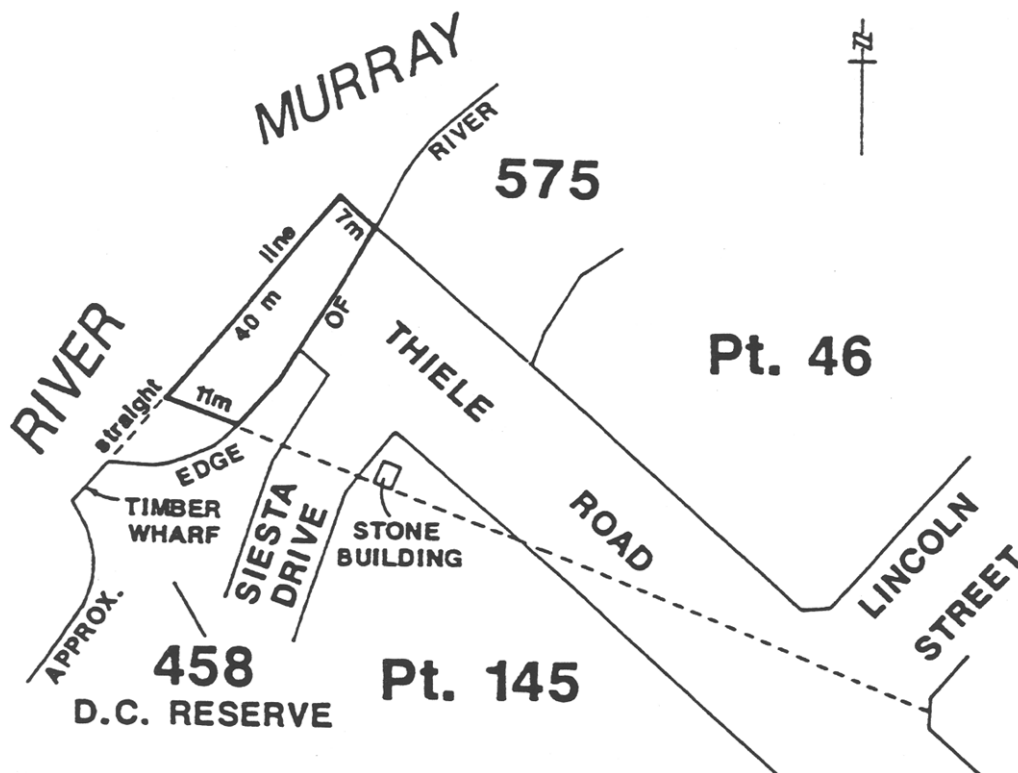 MURRAY
N
RIVER
575
7m
line
40 m
OF
THIELE
Pt. 46
RIVER
straight
11m
EDGE
TIMBER
WHARF
SIESTA
DRIVE
STONE
BUILDING
ROAD
LINCOLN
STREET
APPROX.
458
D.C. RESERVE
Pt. 145